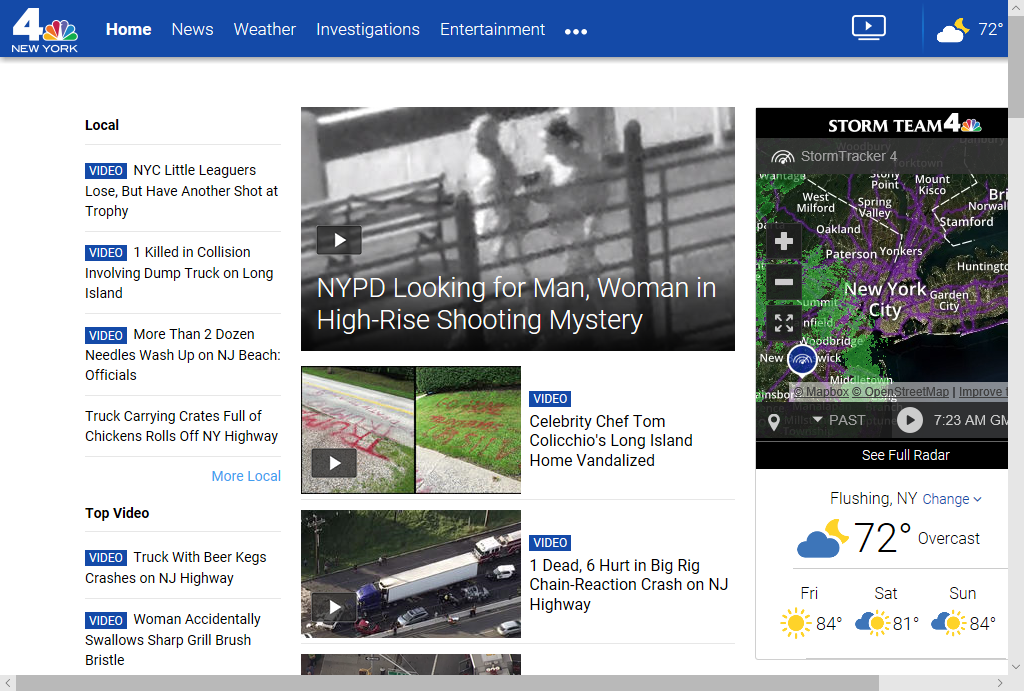 4
NEW YORK
Home
News
Weather
Investigations
Entertainment
72°
Local
VIDEO NYC Little Leaguers
Lose, But Have Another Shot at
Trophy
VIDEO 1 Killed in Collision
Involving Dump Truck on Long
Island
VIDEO More Than 2 Dozen
Needles Wash Up on NJ Beach:
Officials
Truck Carrying Crates Full of
Chickens Rolls Off NY Highway
More Local
Top Video
VIDEO Truck With Beer Kegs
Crashes on NJ Highway
VIDEO Woman Accidentally
Swallows Sharp Grill Brush
Bristle
NYPD Looking for Man, Woman in
High-Rise Shooting Mystery
VIDEO
Celebrity Chef Tom
Colicchio's Long Island
Home Vandalized
VIDEO
1 Dead, 6 Hurt in Big Rig
Chain-Reaction Crash on NJ
Highway
STORM TEAM 4
StormTracker 4
Mount
Kisco
Stony
Point
West
Milford
Spring
Valley
Norwal
Stamford
Oakland
Paterson
Yonkers
Huntingto
New York
City
Garden
City
Woodbridge
Middletown
© Mapbox © OpenStreetMap | Improve t
PAST
7:23 AM GM
See Full Radar
Flushing, NY Change
72° Overcast
Fri
Sat
Sun
84°
81°
84°